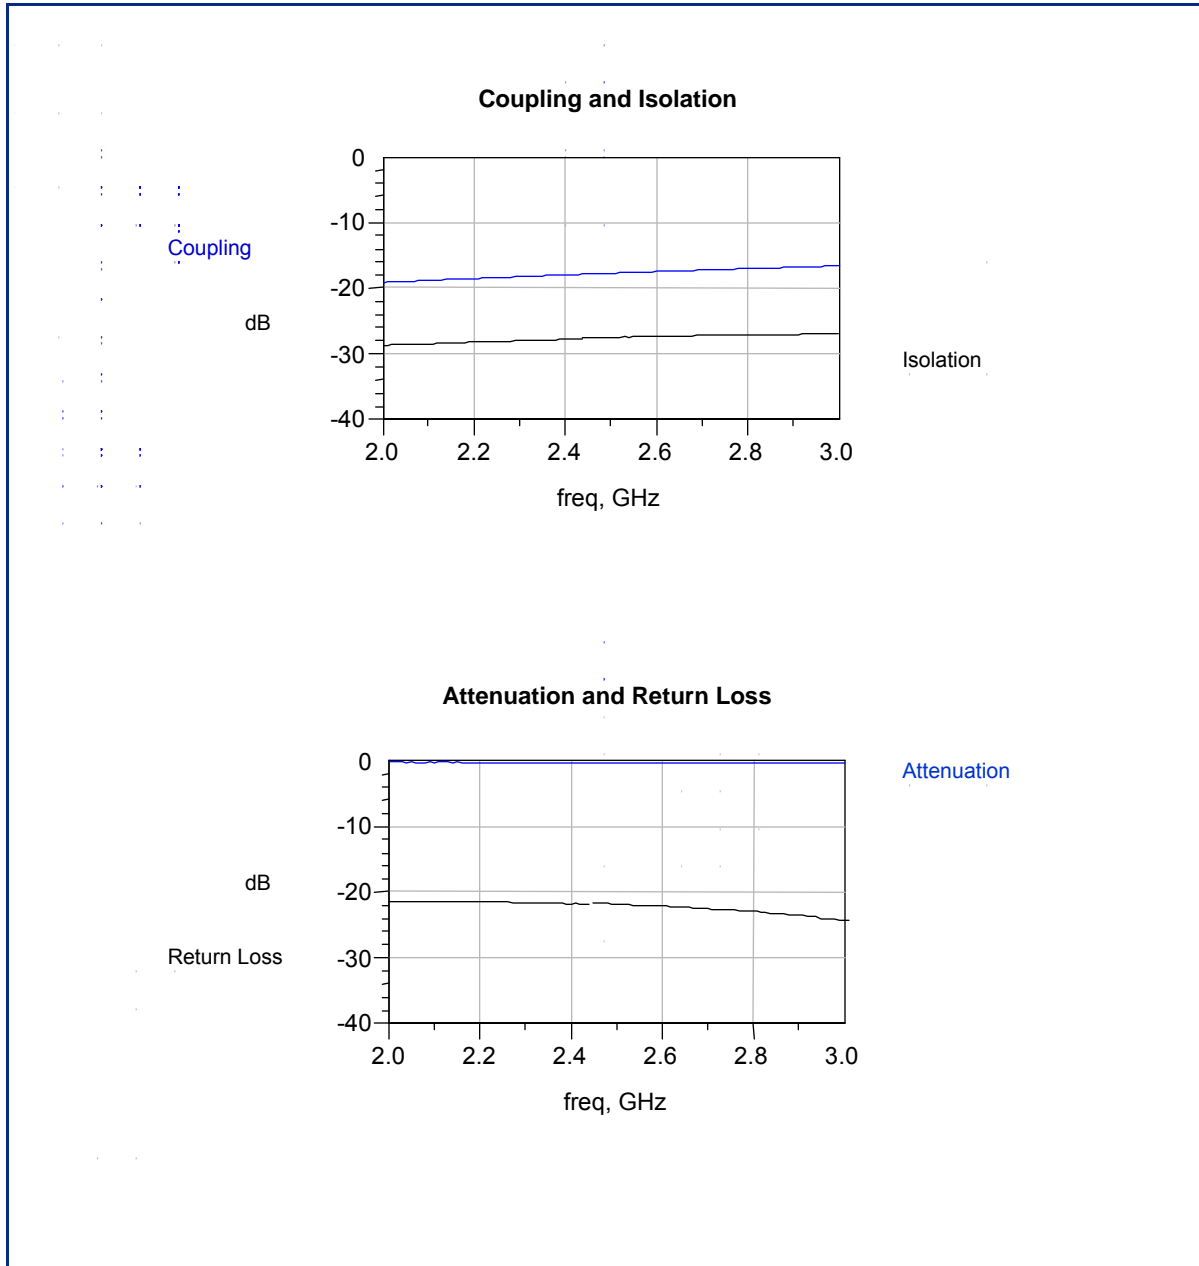 Coupling and Isolation
0
-10
Coupling
-20
dB
-30
Isolation
-40
2.0 2.2 2.4 2.6 2.8 3.0
freq, GHz
Attenuation and Return Loss
0
Attenuation
-10
dB
-20
Return Loss
-30
-40
2.0 2.2 2.4 2.6 2.8 3.0
freq, GHz